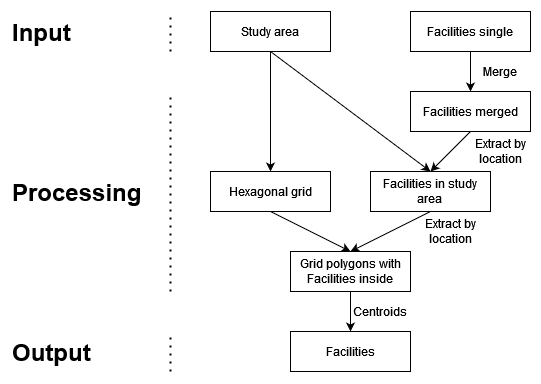 Input
Study area
Facilities single
Merge
Facilities merged
Extract by
location
Processing
Hexagonal grid
Facilities in study
area
Extract by
location
Grid polygons with
Facilities inside
Centroids
Output
Facilities